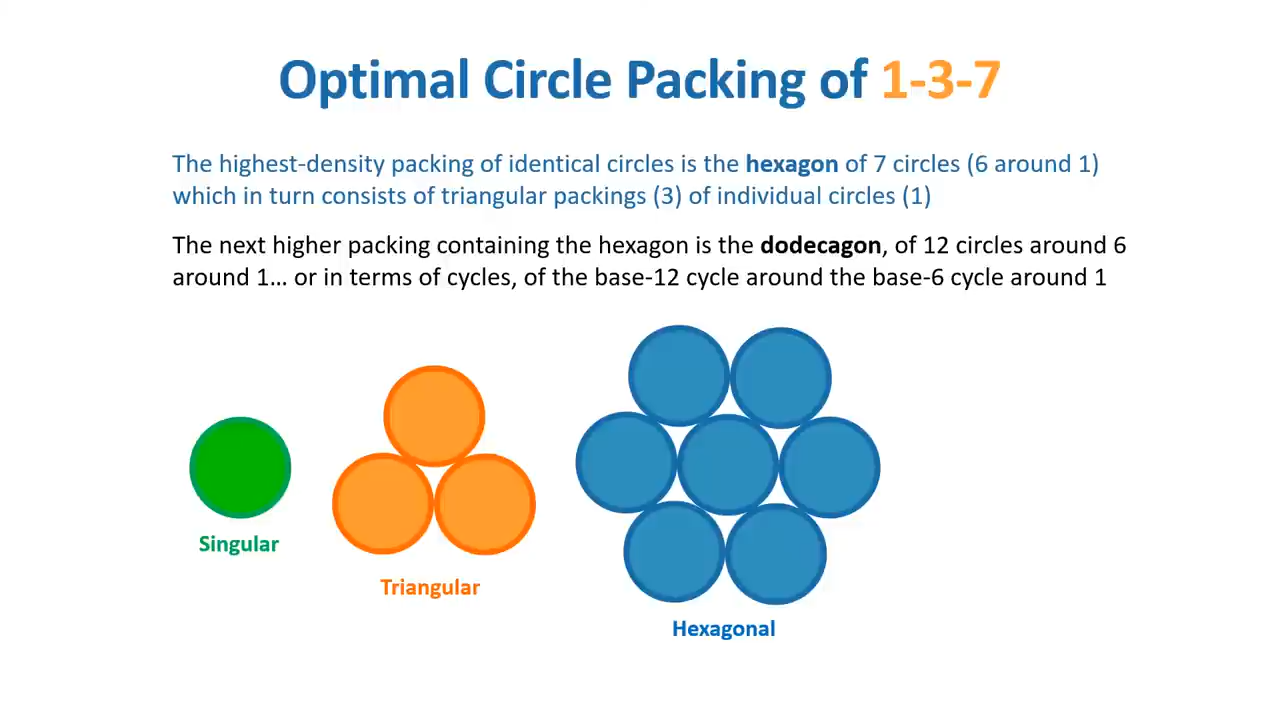 Optimal Circle Packing of 1-3-7
The highest-density packing of identical circles is the hexagon of 7 circles (6 around 1)
which in turn consists of triangular packings (3) of individual circles (1)
The next higher packing containing the hexagon is the dodecagon, of 12 circles around 6
around 1... or in terms of cycles, of the base-12 cycle around the base-6 cycle around 1
Singular
Triangular
Hexagonal